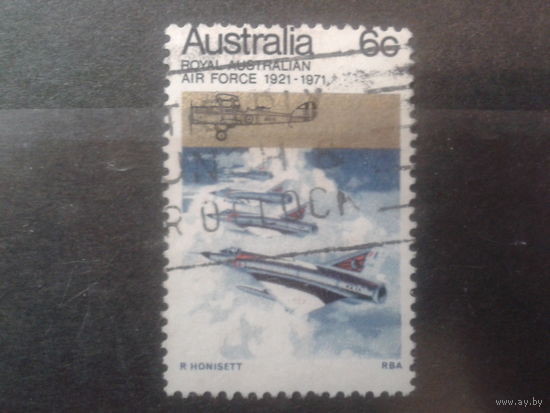 Australia 6c
ROYAL AUSTRALIAN
AIR FORCE 1921-1971
R HONISETT RBA
www.ay.by